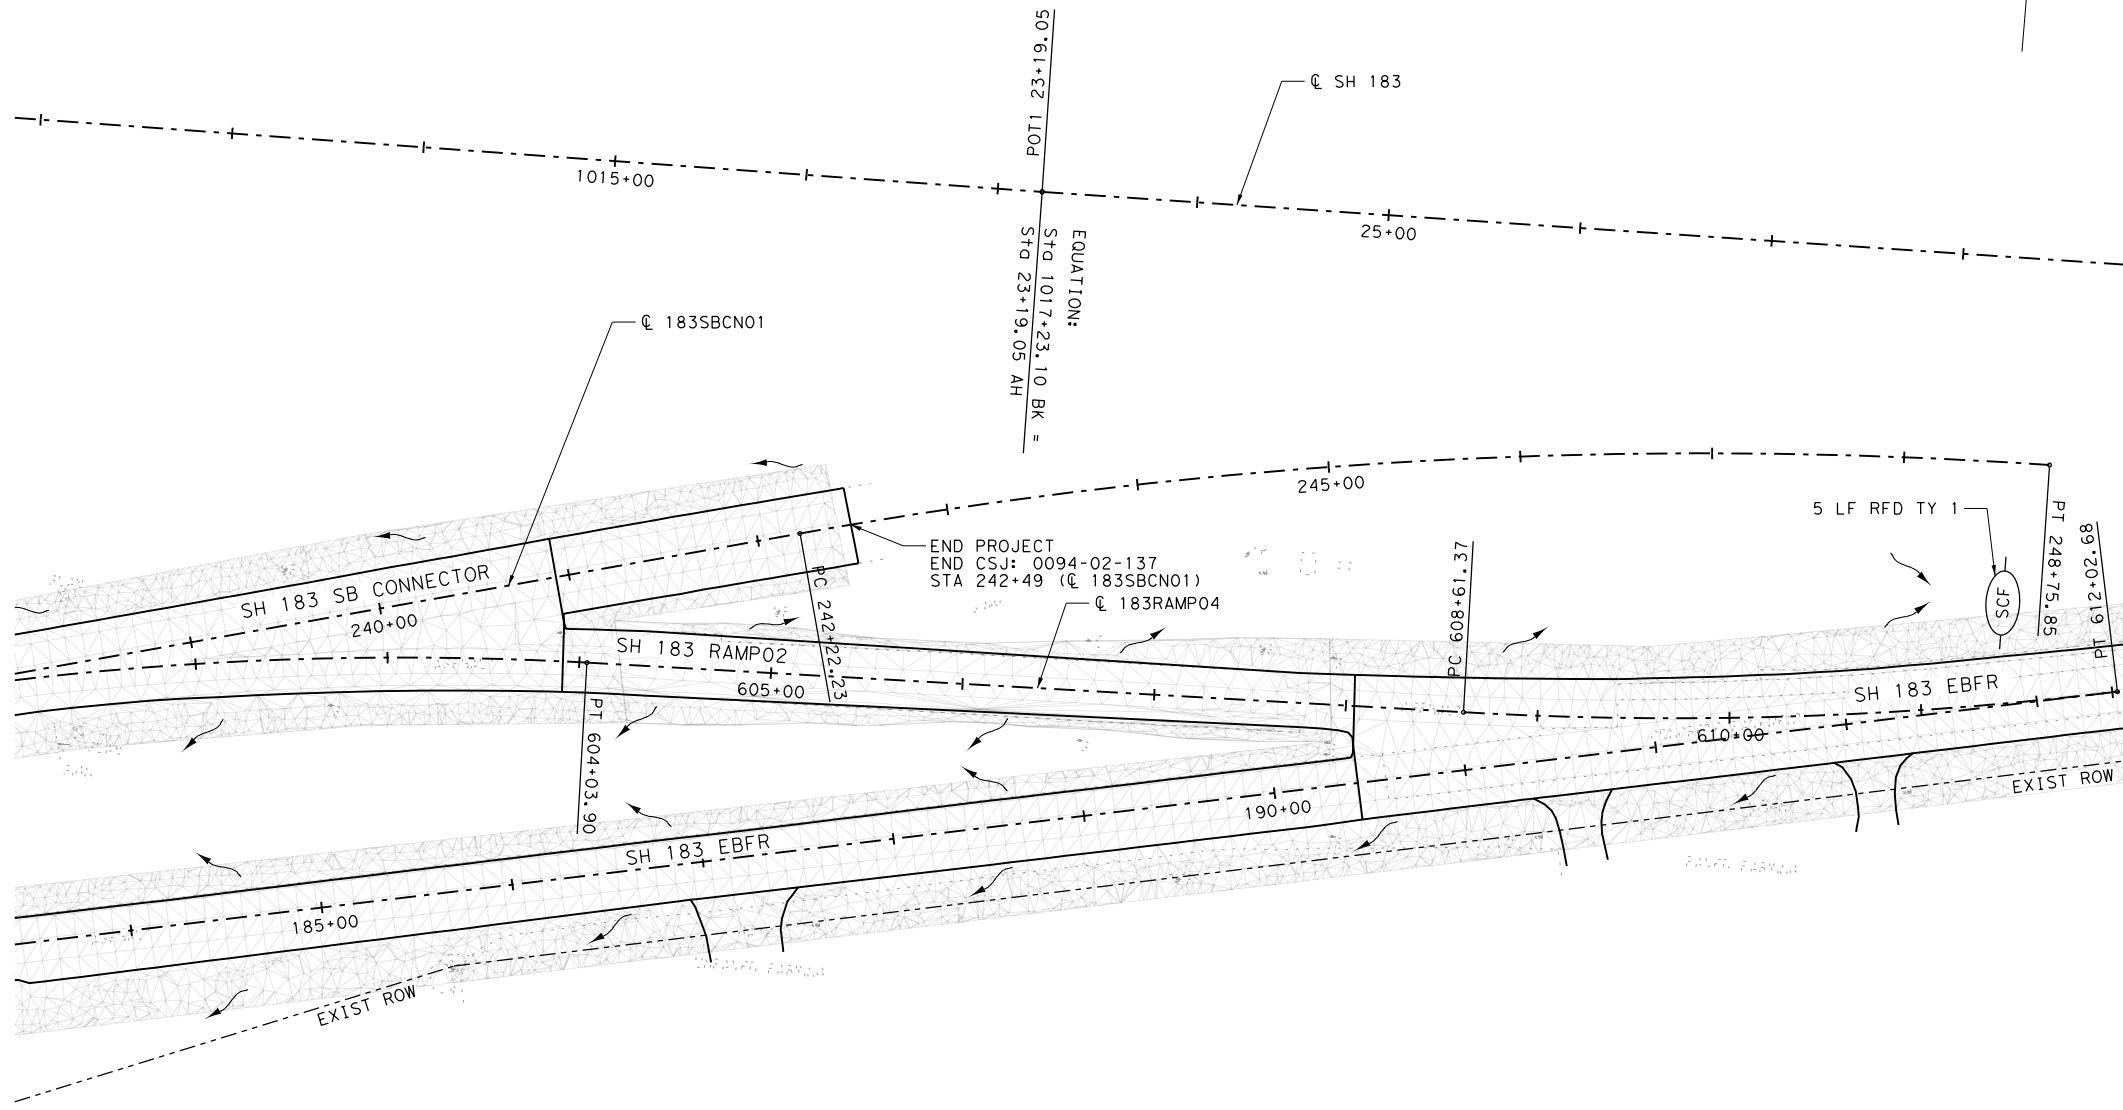 POT1 23+19.05
℄ SH 183
1015+00
25+00
EQUATION:
Sta 1017+23.10 BK =
Sta 23+19.05 AH
℄ 183SBCN01
245+00
5 LF RFD TY 1
PT 248+75.85
PT 612+02.68
END PROJECT
END CSJ: 0094-02-137
STA 242+49 (℄ 183SBCN01)
℄ 183RAMP04
PC 608+61.37
SCF
SH 183 SB CONNECTOR
240+00
PC 242+22.23
SH 183 RAMP02
605+00
SH 183 EBFR
610+00
PT 604+03.90
EXIST ROW
190+00
SH 183 EBFR
185+00
EXIST ROW